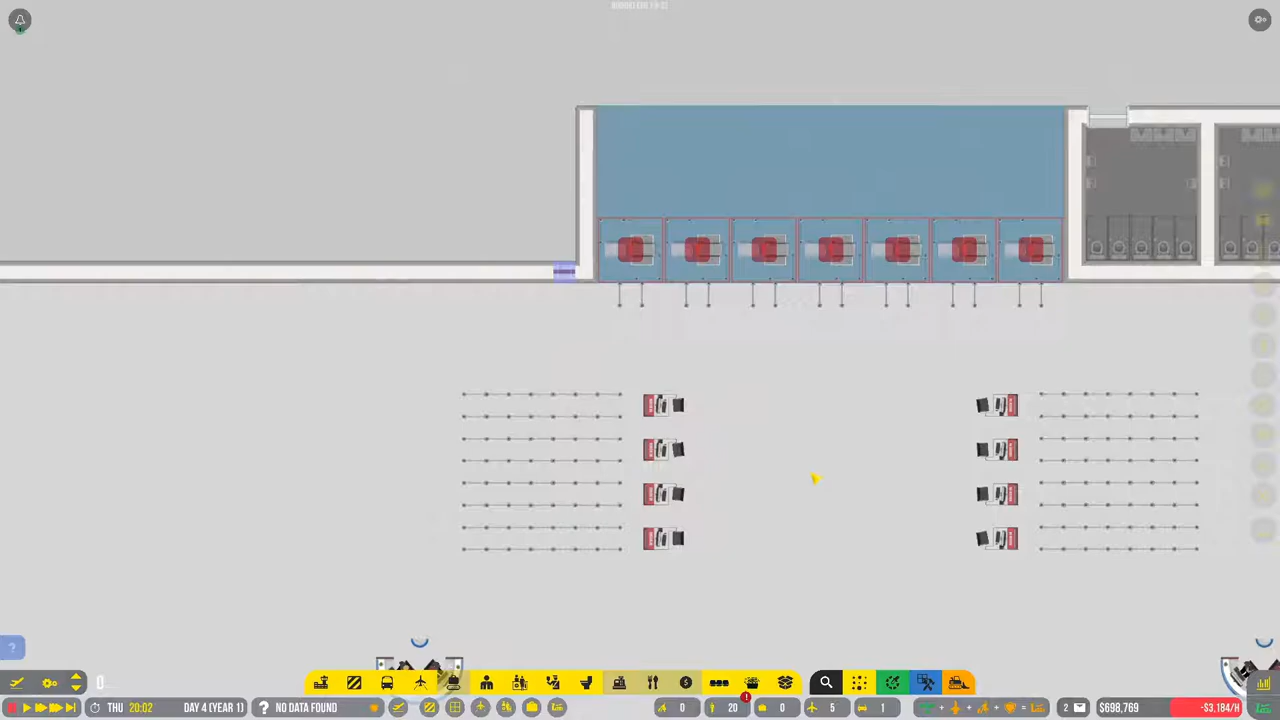 ?
0
THU 20:02 DAY 4 (YEAR 1) ? NO DATA FOUND 0 20 0 5 1 2 $698,769 -$3,184/H